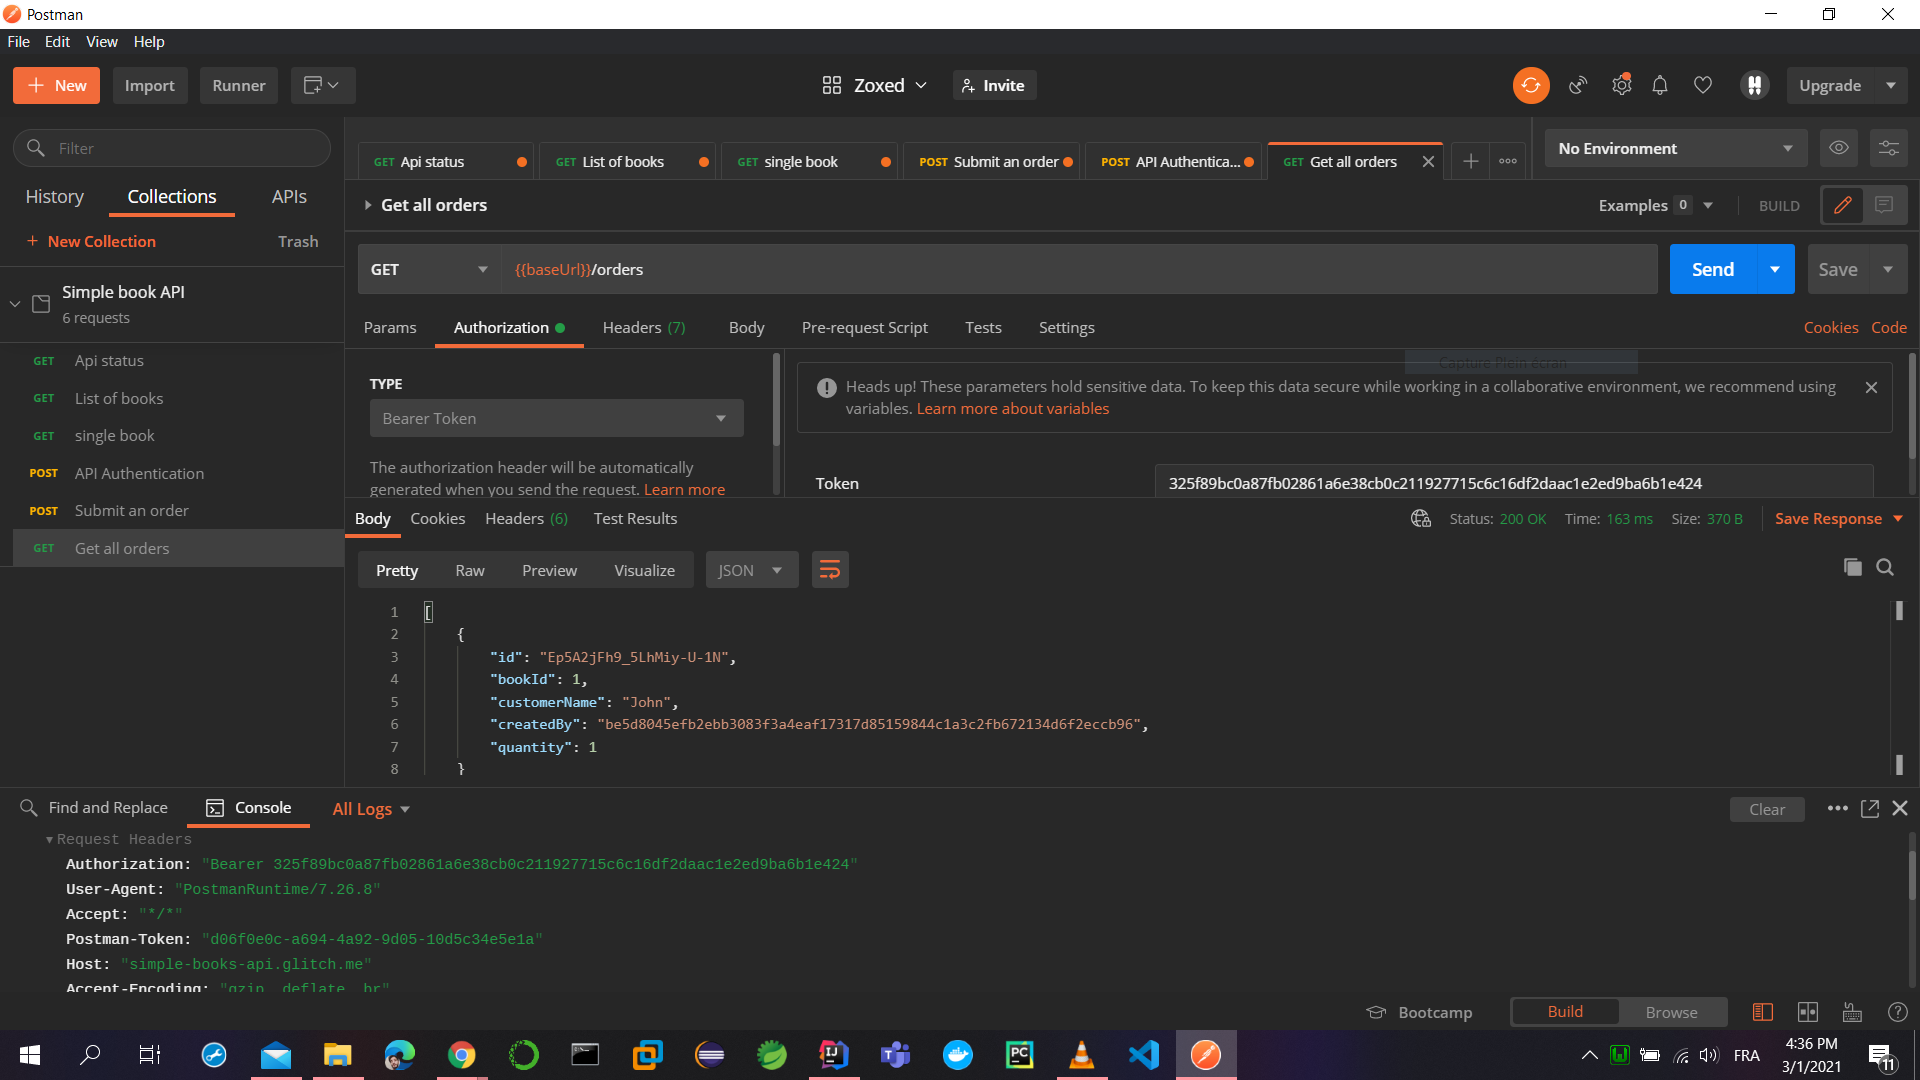 Postman
File Edit View Help
New Import Runner Zoxed Invite Upgrade
Filter
History Collections APIs
+ New Collection Trash
Simple book API
6 requests
GET Api status
GET List of books
GET single book
POST API Authentication
POST Submit an order
GET Get all orders
GET Api status GET List of books GET single book POST Submit an order POST API Authentica... GET Get all orders
No Environment
Get all orders Examples 0 BUILD
GET {{baseUrl}}/orders Send Save
Params Authorization Headers (7) Body Pre-request Script Tests Settings Cookies Code
TYPE
Bearer Token
The authorization header will be automatically
generated when you send the request. Learn more
Capture Plein écran
Heads up! These parameters hold sensitive data. To keep this data secure while working in a collaborative environment, we recommend using
variables. Learn more about variables
Token 325f89bc0a87fb02861a6e38cb0c211927715c6c16df2daac1e2ed9ba6b1e424
Body Cookies Headers (6) Test Results Status: 200 OK Time: 163 ms Size: 370 B Save Response
Pretty Raw Preview Visualize JSON
1 [
2 {
3 "id": "Ep5A2jFh9_5LhMiy-U-1N",
4 "bookId": 1,
5 "customerName": "John",
6 "createdBy": "be5d8045efb2ebb3083f3a4eaf17317d85159844c1a3c2fb672134d6f2eccb96",
7 "quantity": 1
8 }
Find and Replace Console All Logs Clear
Request Headers
Authorization: "Bearer 325f89bc0a87fb02861a6e38cb0c211927715c6c16df2daac1e2ed9ba6b1e424"
User-Agent: "PostmanRuntime/7.26.8"
Accept: "*/*"
Postman-Token: "d06f0e0c-a694-4a92-9d05-10d5c34e5e1a"
Host: "simple-books-api.glitch.me"
Accept-Encoding: "gzip, deflate, br"
Bootcamp Build Browse
FRA
4:36 PM
3/1/2021
11